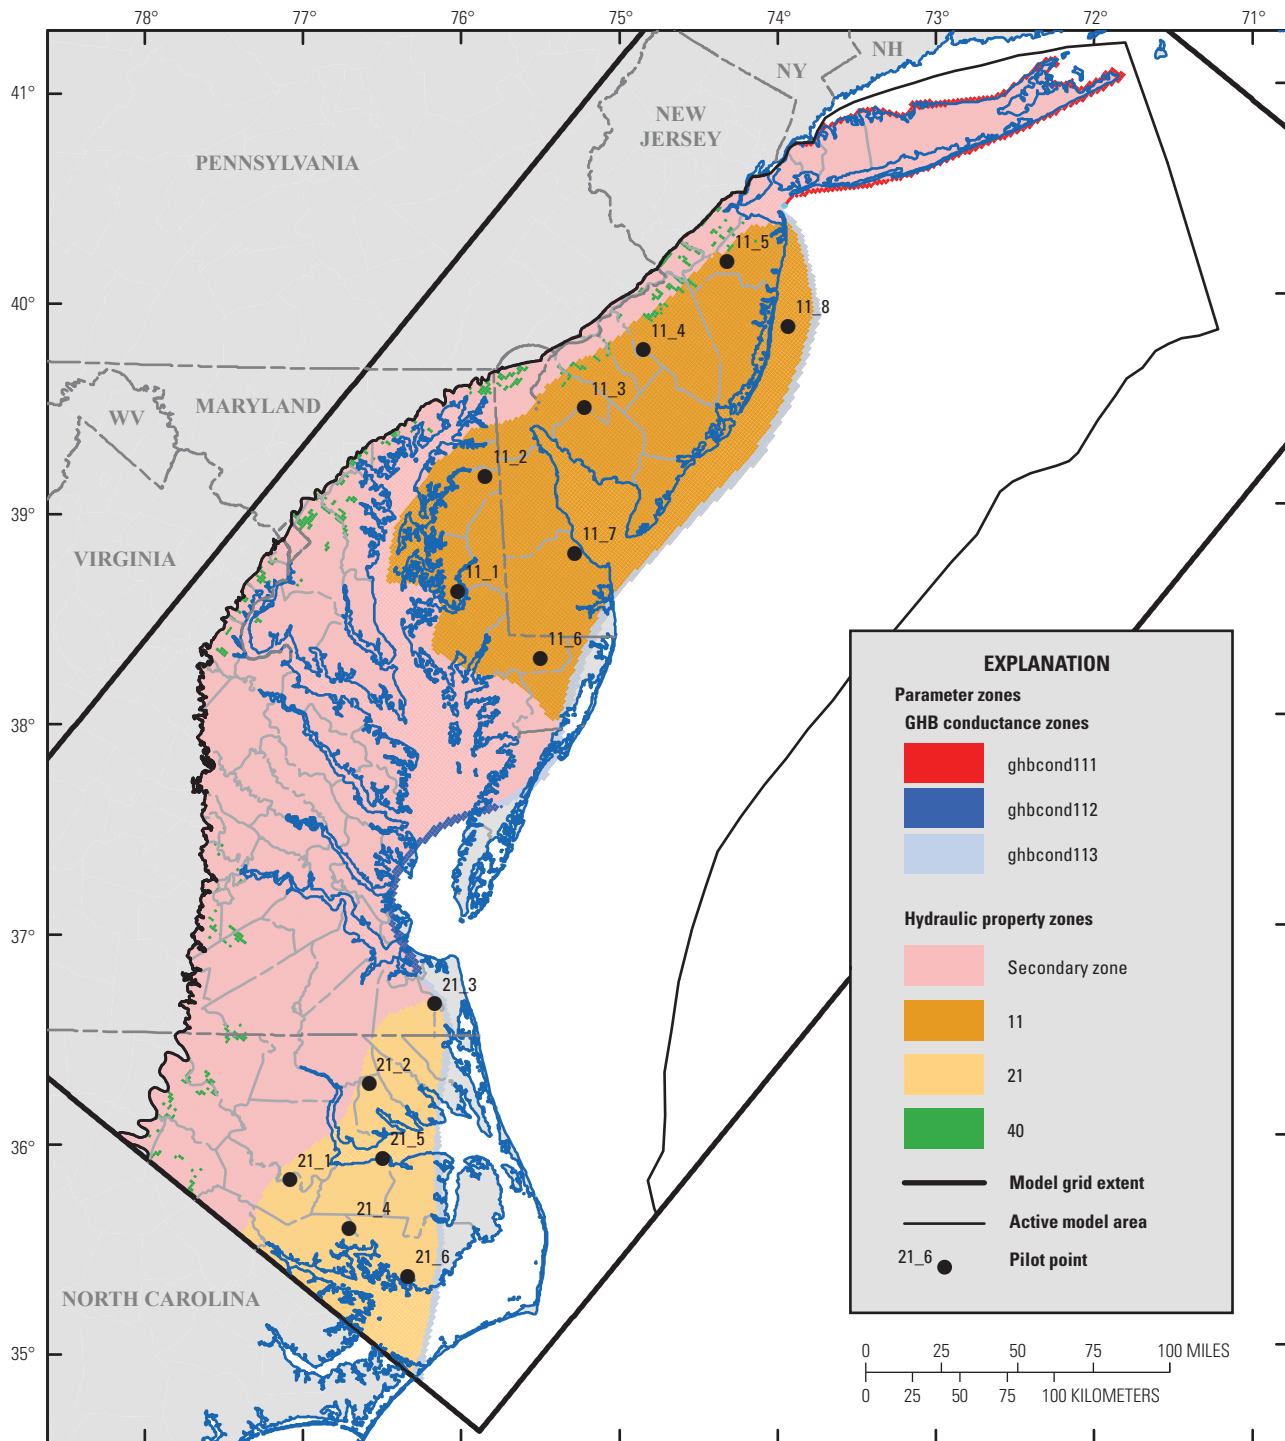 78°
77°
76°
75°
74°
73°
72°
71°
41°
40°
39°
38°
37°
36°
35°
NH
NY
NEW
JERSEY
PENNSYLVANIA
MARYLAND
WV
VIRGINIA
NORTH CAROLINA
11_5
11_8
11_4
11_3
11_2
11_7
11_1
11_6
21_3
21_2
21_5
21_1
21_4
21_6
EXPLANATION
Parameter zones
GHB conductance zones
ghbcond111
ghbcond112
ghbcond113
Hydraulic property zones
Secondary zone
11
21
40
Model grid extent
Active model area
21_6
Pilot point
0 25 50 75 100 MILES
0 25 50 75 100 KILOMETERS